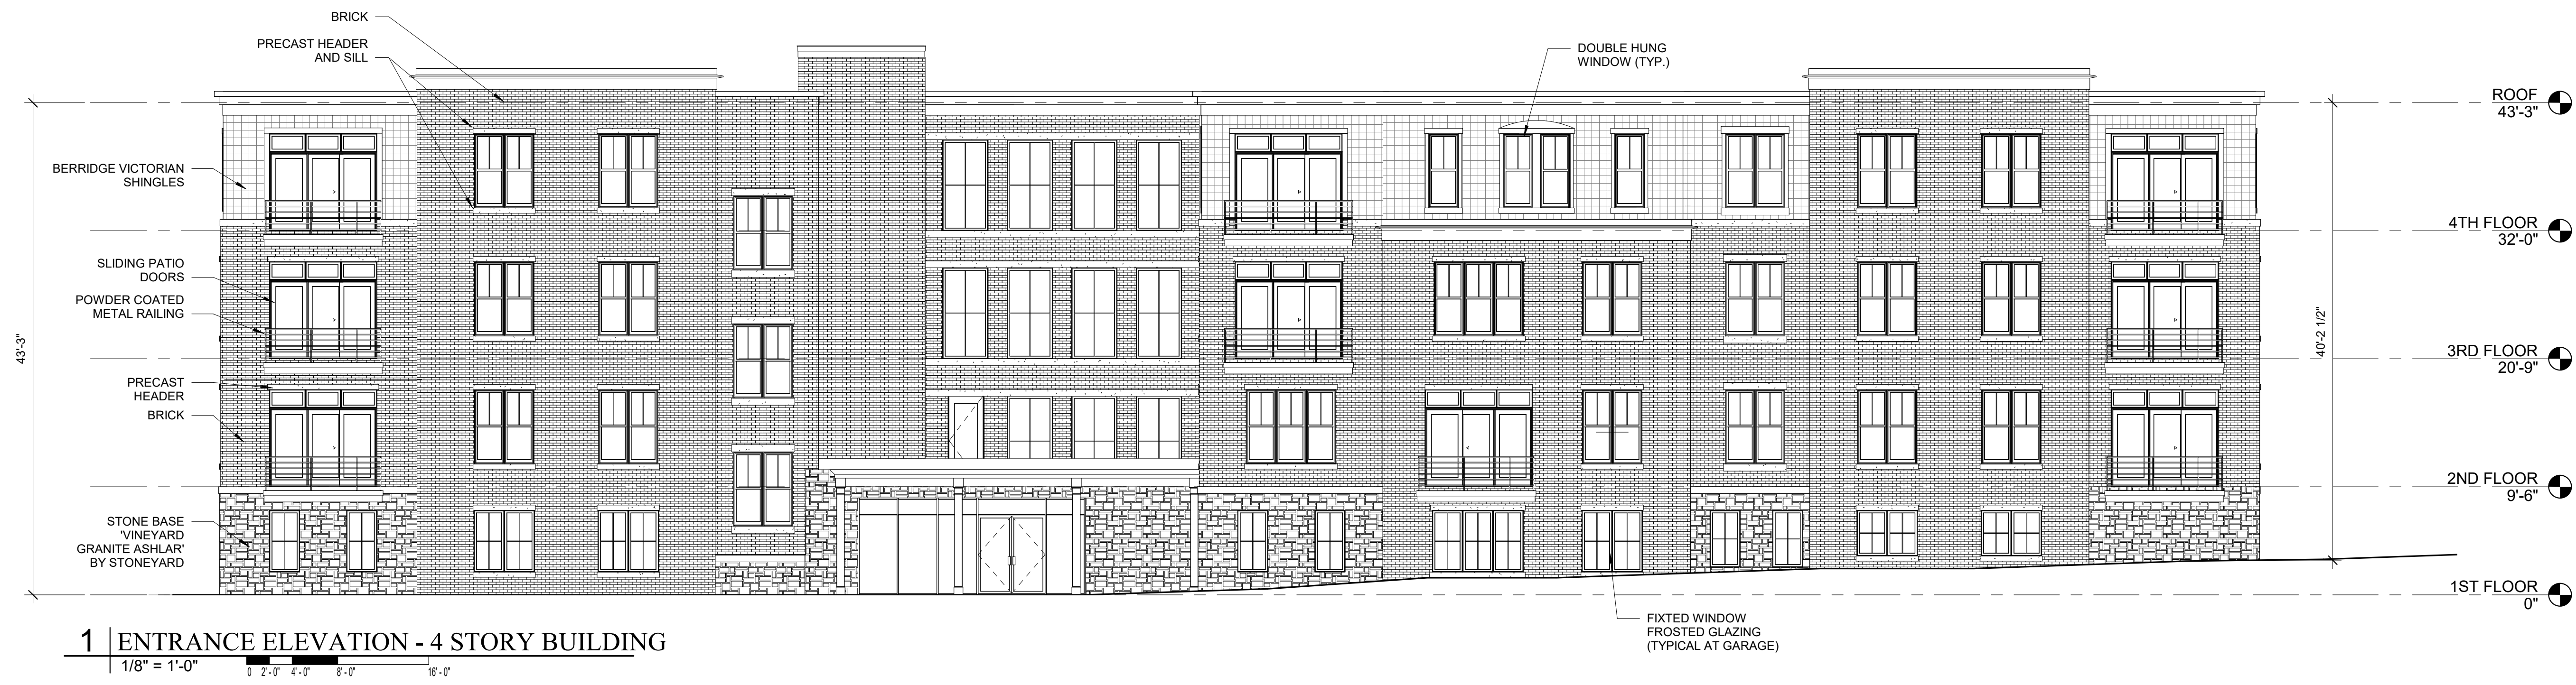 BRICK
PRECAST HEADER
AND SILL
DOUBLE HUNG
WINDOW (TYP.)
ROOF
43'-3"
BERRIDGE VICTORIAN
SHINGLES
4TH FLOOR
32'-0"
SLIDING PATIO
DOORS
POWDER COATED
METAL RAILING
43'-3"
40'-2 1/2"
3RD FLOOR
20'-9"
PRECAST
HEADER
BRICK
2ND FLOOR
9'-6"
STONE BASE
'VINEYARD
GRANITE ASHLAR'
BY STONEYARD
1ST FLOOR
0"
FIXTED WINDOW
FROSTED GLAZING
(TYPICAL AT GARAGE)
1 ENTRANCE ELEVATION - 4 STORY BUILDING
1/8" = 1'-0"
0 2'-0" 4'-0" 8'-0" 16'-0"